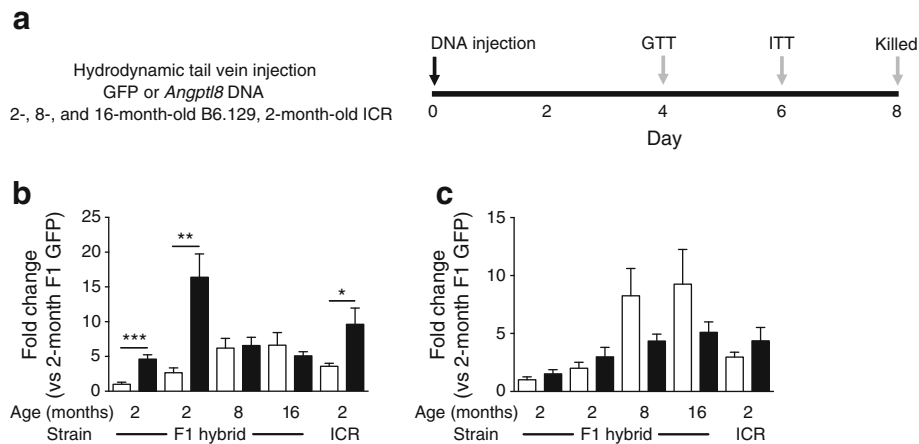 a
Hydrodynamic tail vein injection
GFP or Angptl8 DNA
2-, 8-, and 16-month-old B6.129, 2-month-old ICR
DNA injection GTT ITT Killed
0 2 4 6 8
Day
b
Fold change
(vs 2-month F1 GFP)
25
20
15
10
5
0
***
**
*
Age (months) 2 2 8 16 2
Strain F1 hybrid ICR
c
Fold change
(vs 2-month F1 GFP)
15
10
5
0
Age (months) 2 2 8 16 2
Strain F1 hybrid ICR